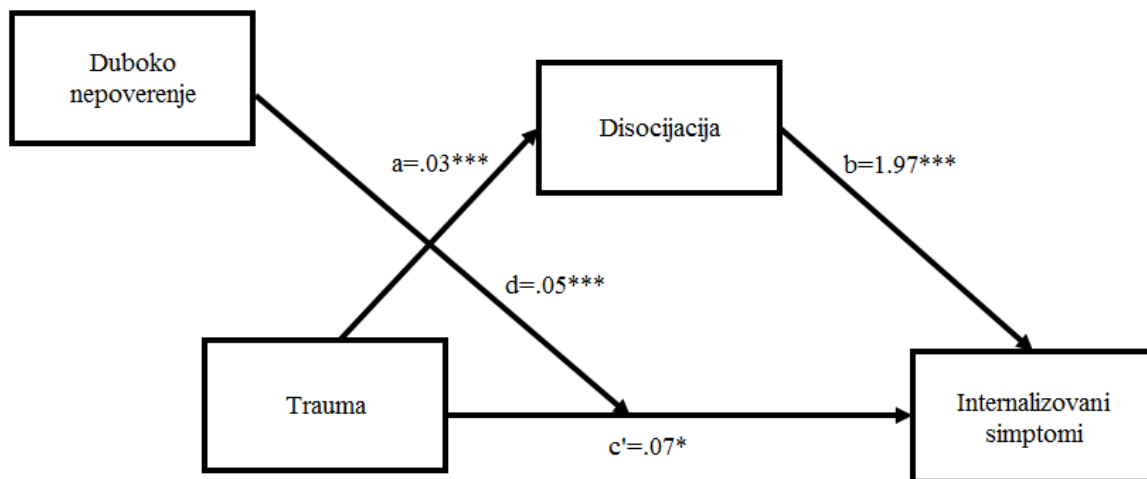 Duboko
nepoverenje
Disocijacija
a=.03***
b=1.97***
d=.05***
Trauma
Internalizovani
simptomi
c'=.07*